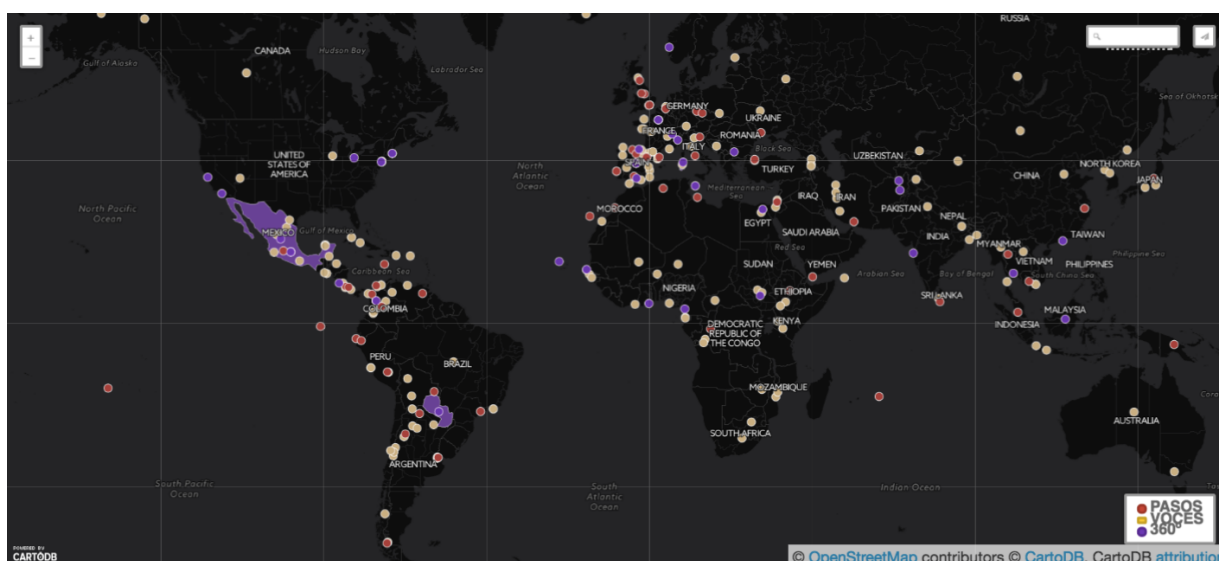 RUSSIA
CANADA
Hudson Bay
Gulf of Alaska
Labrador Sea
Sea of Okhotsk
GERMANY
UKRAINE
FRANCE
ROMANIA
ITALY
Black Sea
UZBEKISTAN
NORTH KOREA
UNITED
STATES OF
AMERICA
North
Atlantic
Ocean
TURKEY
CHINA
JAPAN
Mediterranean
Sea
IRAQ
IRAN
North Pacific
Ocean
MOROCCO
PAKISTAN
NEPAL
EGYPT
SAUDI ARABIA
MEXICO
Gulf of Mexico
INDIA
TAIWAN
MYANMAR
Red Sea
Philippine Sea
SUDAN
YEMEN
Arabian Sea
Bay of Bengal
VIETNAM
PHILIPPINES
Caribbean Sea
South China Sea
NIGERIA
ETHIOPIA
SRI LANKA
COLOMBIA
MALAYSIA
DEMOCRATIC
REPUBLIC OF
THE CONGO
KENYA
INDONESIA
PERU
BRAZIL
MOZAMBIQUE
AUSTRALIA
SOUTH AFRICA
ARGENTINA
South Pacific
Ocean
South
Atlantic
Ocean
Indian Ocean
PASOS
VOCES
360º
POWERED BY
CARTODB
© OpenStreetMap contributors © CartoDB, CartoDB attribution